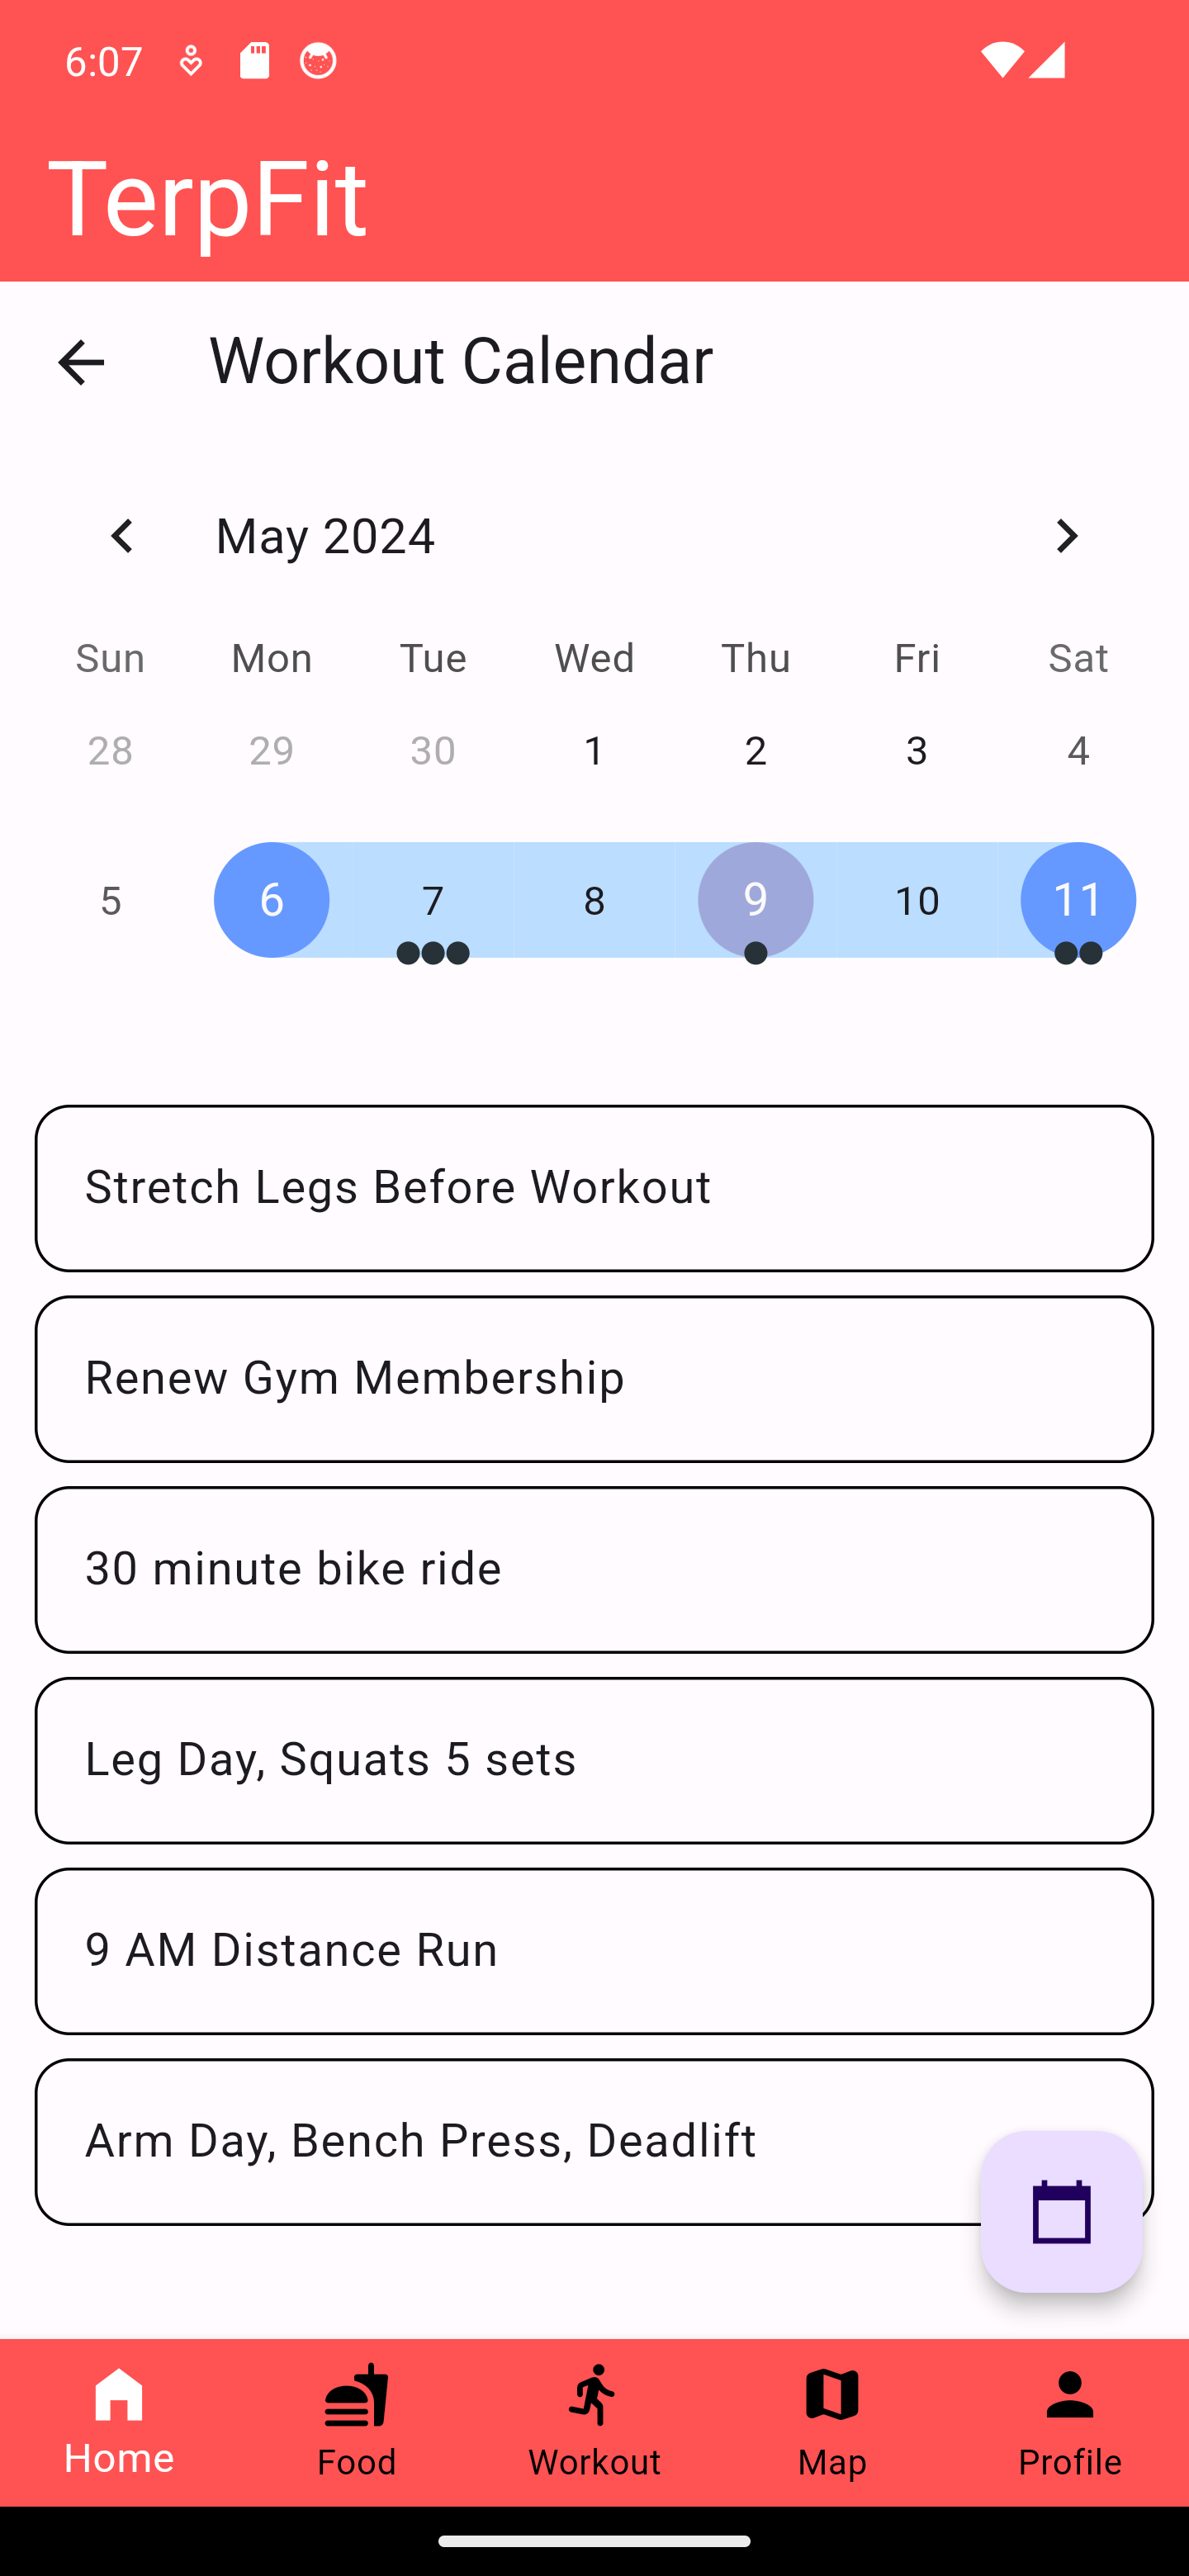 6:07
TerpFit
Workout Calendar
May 2024
Sun Mon Tue Wed Thu Fri Sat
28 29 30 1 2 3 4
5 6 7 8 9 10 11
Stretch Legs Before Workout
Renew Gym Membership
30 minute bike ride
Leg Day, Squats 5 sets
9 AM Distance Run
Arm Day, Bench Press, Deadlift
Home Food Workout Map Profile